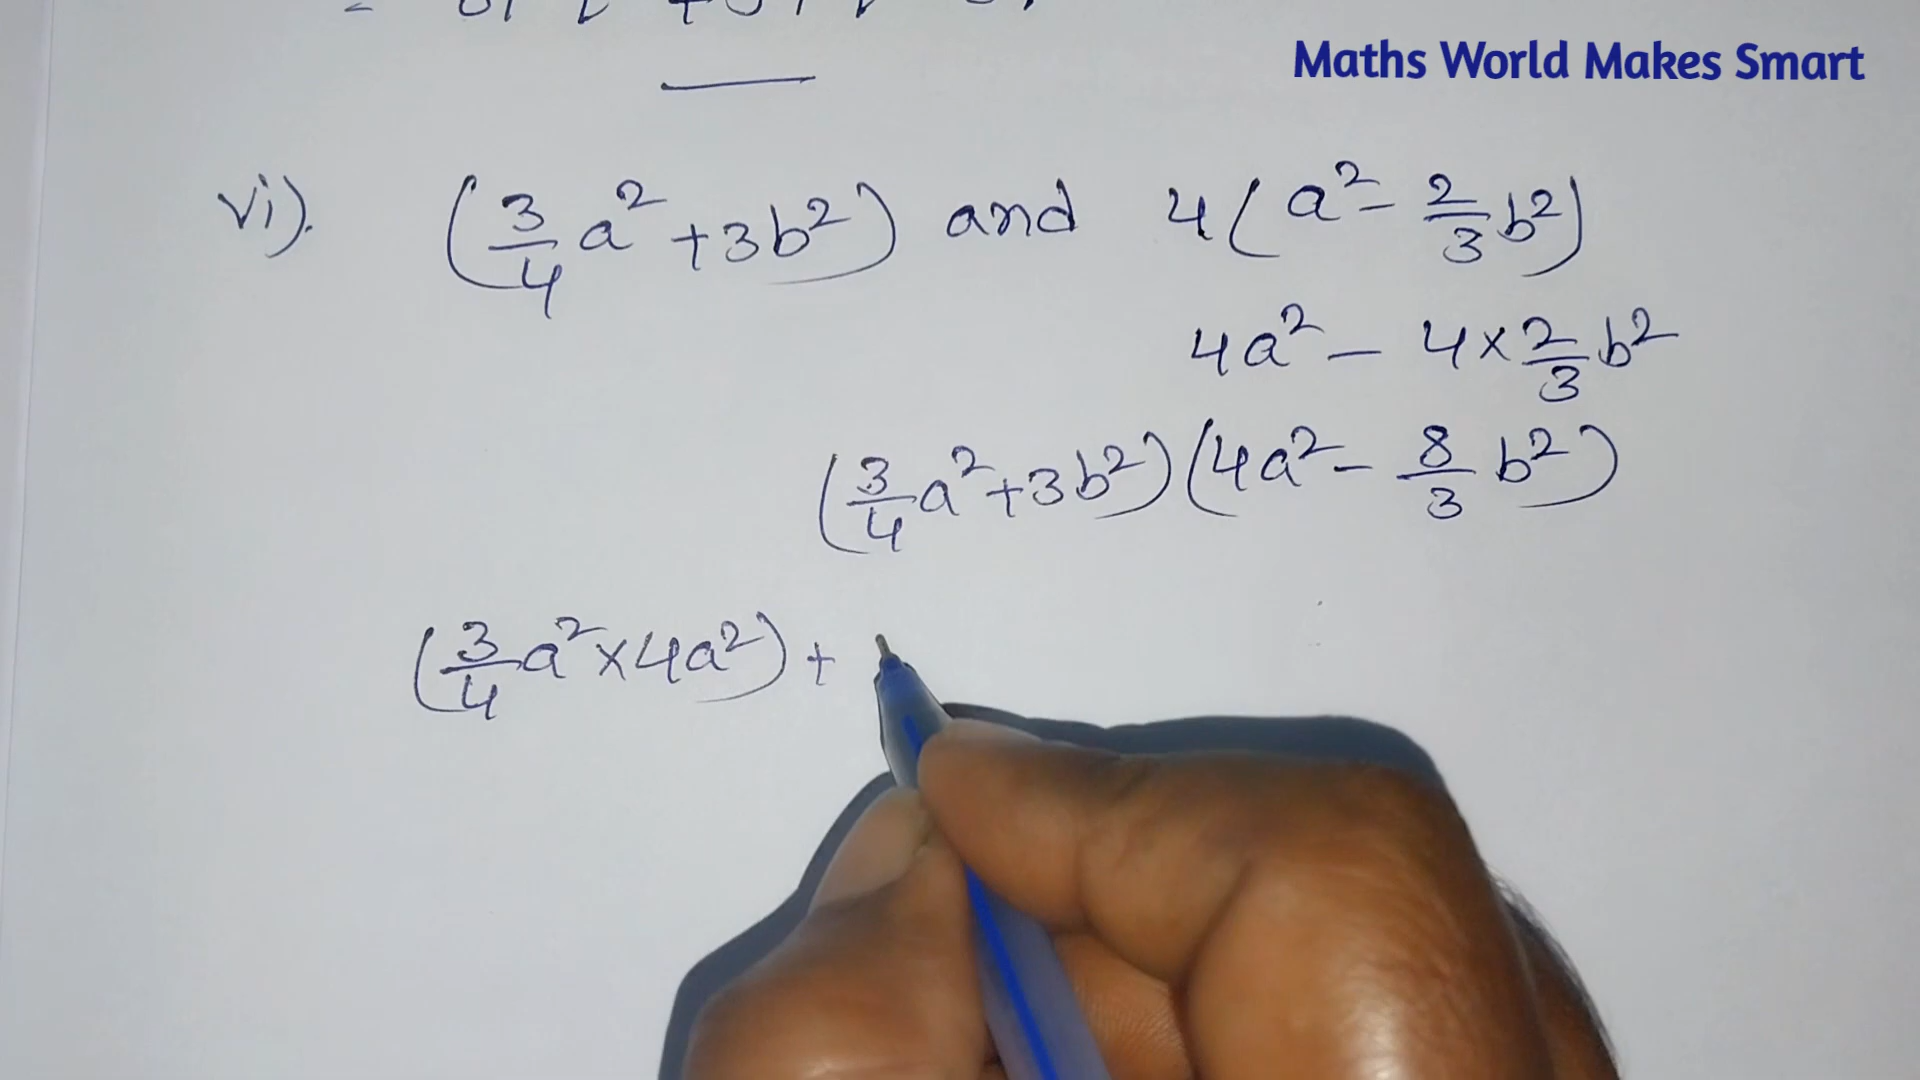 Maths World Makes Smart
vi). (3/4 a² + 3b²) and 4(a² - 2/3 b²)
4a² - 4 × 2/3 b²
(3/4 a² + 3b²)(4a² - 8/3 b²)
(3/4 a² × 4a²) +